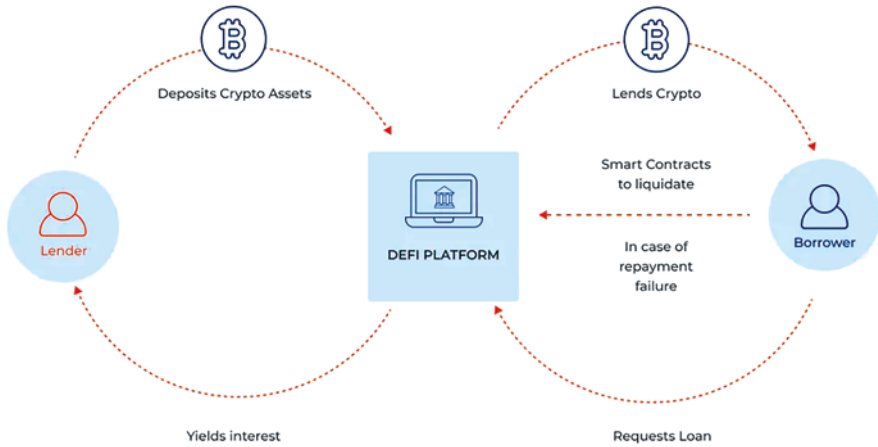 Deposits Crypto Assets
Lends Crypto
Smart Contracts
to liquidate
Lender
DEFI PLATFORM
Borrower
In case of
repayment
failure
Yields interest
Requests Loan